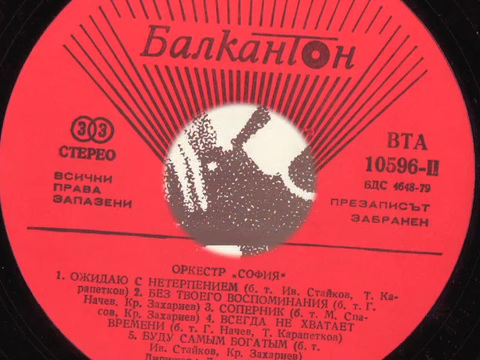 БалканТон
33
СТЕРЕО
ВСИЧКИ
ПРАВА
ЗАПАЗЕНИ
ВТА
10596-II
БДС 1648-79
ПРЕЗАПИСЪТ
ЗАБРАНЕН
ОРКЕСТР „СОФИЯ“
1. ОЖИДАЮ С НЕТЕРПЕНИЕМ (б. т. Ив. Стайков, Т. Ка-
рапетков) 2. БЕЗ ТВОЕГО ВОСПОМИНАНИЯ (б. т. Г.
Начев, Кр. Захариев) 3. СОПЕРНИК (б. т. М. Спа-
сов, Кр. Захариев) 4. ВСЕГДА НЕ ХВАТАЕТ
ВРЕМЕНИ (б. т. Г. Начев, Т. Карапетков)
5. БУДУ САМЫМ БОГАТЫМ (б. т.
Ив. Стайков, Кр. Захариев)